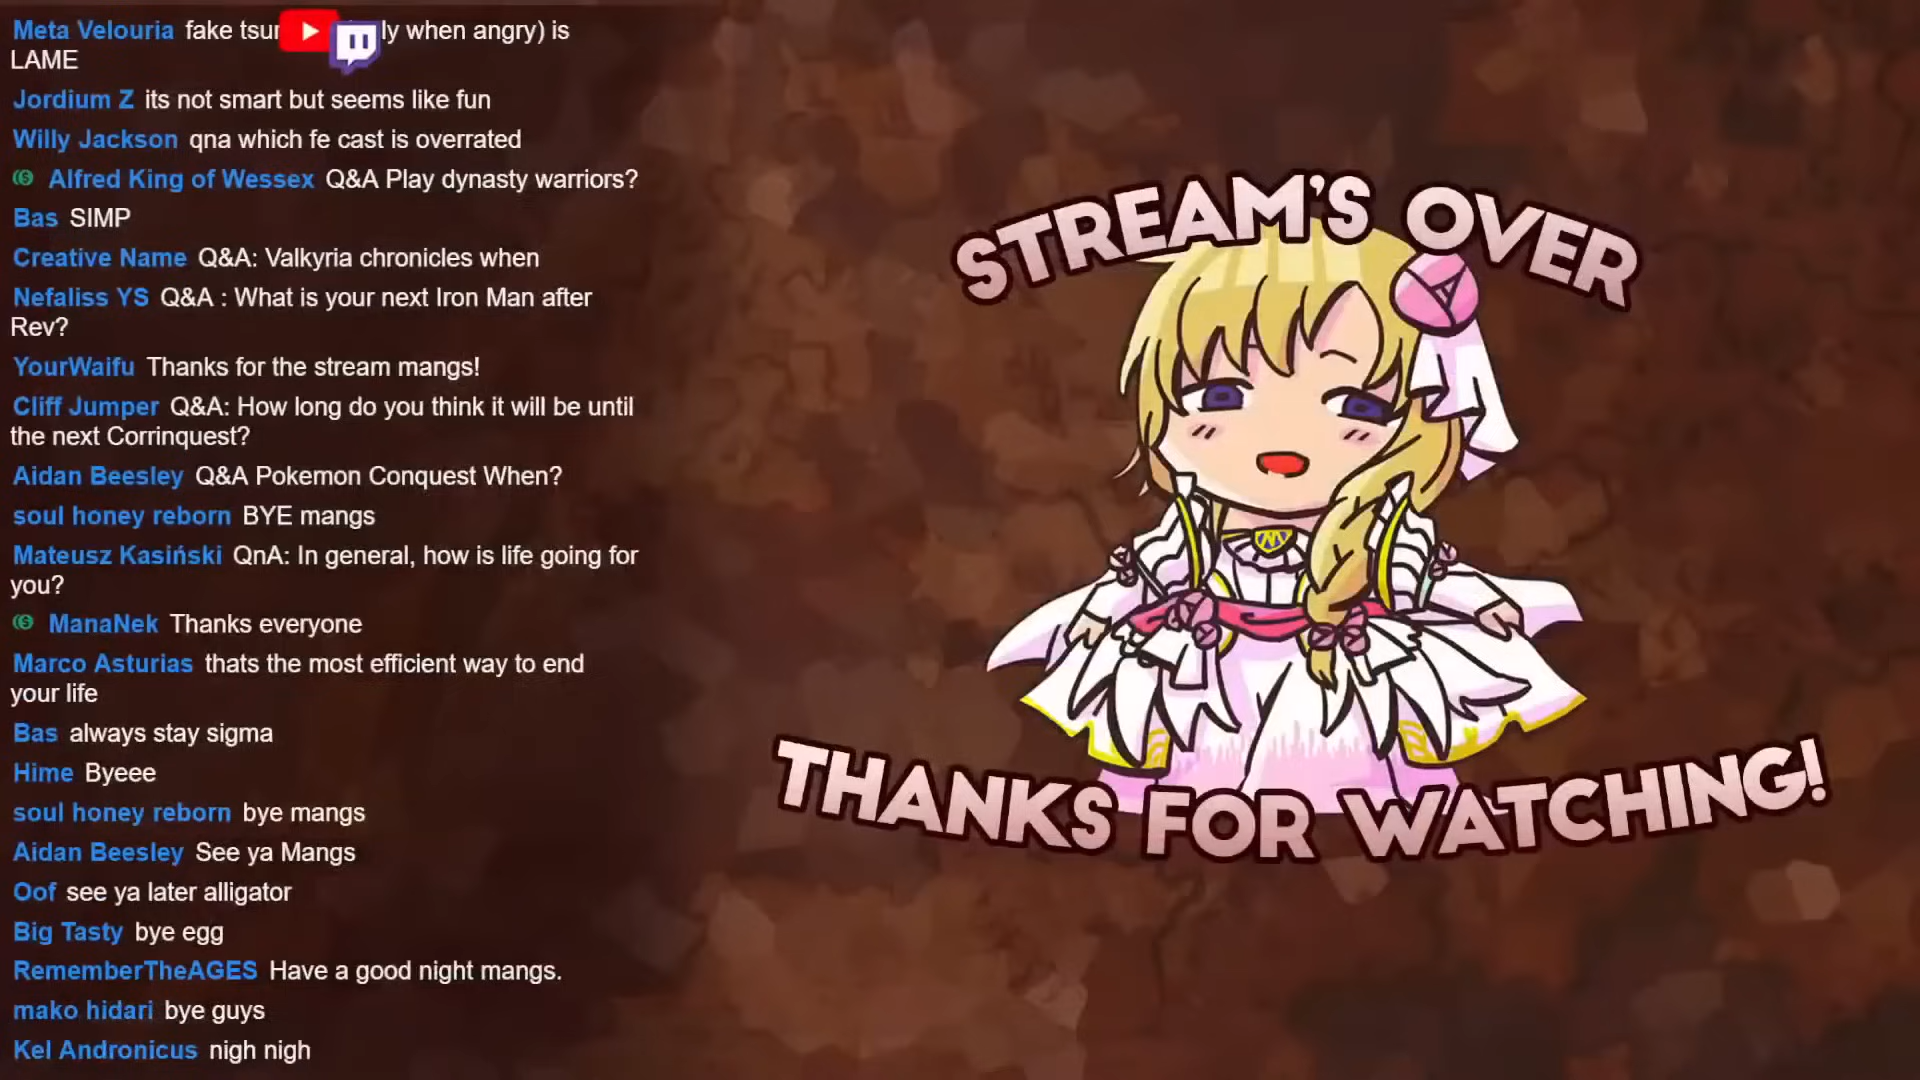 Meta Velouria fake ly when angry) is
LAME
Jordium Z its not smart but seems like fun
Willy Jackson qna which fe cast is overrated
Alfred King of Wessex Q&A Play dynasty warriors?
Bas SIMP
Creative Name Q&A: Valkyria chronicles when
Nefaliss YS Q&A : What is your next Iron Man after
Rev?
YourWaifu Thanks for the stream mangs!
Cliff Jumper Q&A: How long do you think it will be until
the next Corrinquest?
Aidan Beesley Q&A Pokemon Conquest When?
soul honey reborn BYE mangs
Mateusz Kasiński QnA: In general, how is life going for
you?
ManaNek Thanks everyone
Marco Asturias thats the most efficient way to end
your life
Bas always stay sigma
Hime Byeee
soul honey reborn bye mangs
Aidan Beesley See ya Mangs
Oof see ya later alligator
Big Tasty bye egg
RememberTheAGES Have a good night mangs.
mako hidari bye guys
Kel Andronicus nigh nigh
STREAM'S OVER
THANKS FOR WATCHING!